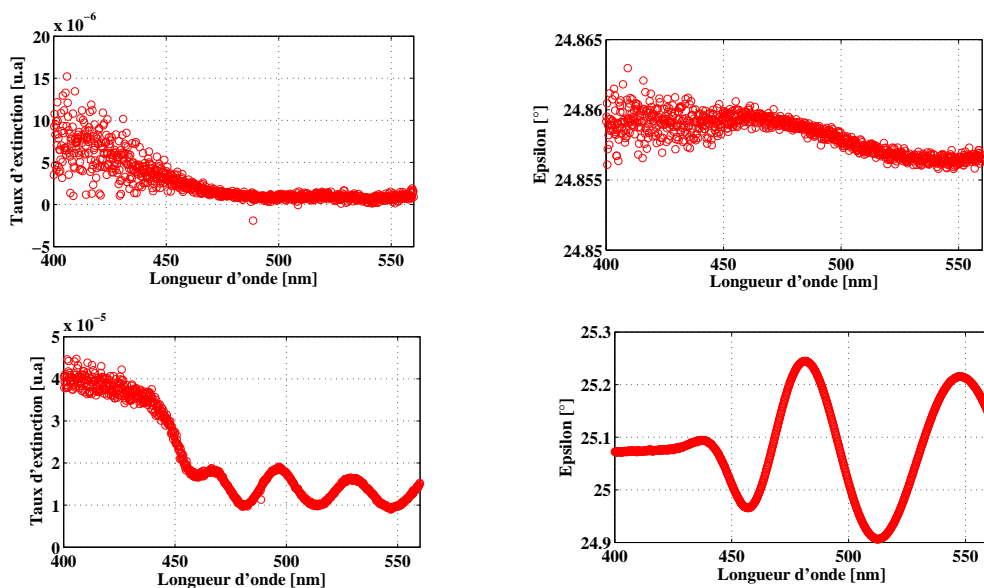 x 10⁻⁶
20
15
10
5
0
−5
Taux d'extinction [u.a]
400 450 500 550
Longueur d'onde [nm]
24.865
24.86
24.855
24.85
Epsilon [°]
400 450 500 550
Longueur d'onde [nm]
x 10⁻⁵
5
4
3
2
1
0
Taux d'extinction [u.a]
400 450 500 550
Longueur d'onde [nm]
25.3
25.2
25.1
25
24.9
Epsilon [°]
400 450 500 550
Longueur d'onde [nm]